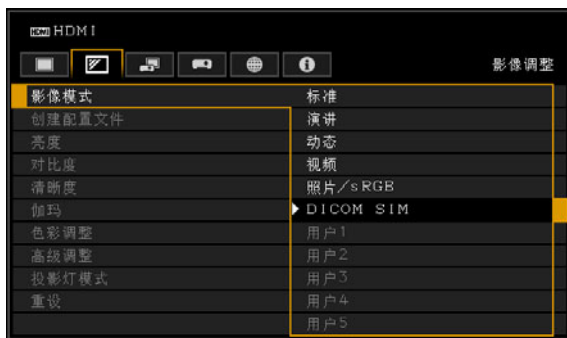 HDMI HDMI
影像调整
影像模式
标准
创建配置文件
演讲
亮度
动态
对比度
视频
清晰度
照片/sRGB
伽玛
DICOM SIM
色彩调整
用户1
高级调整
用户2
投影灯模式
用户3
重设
用户4
用户5